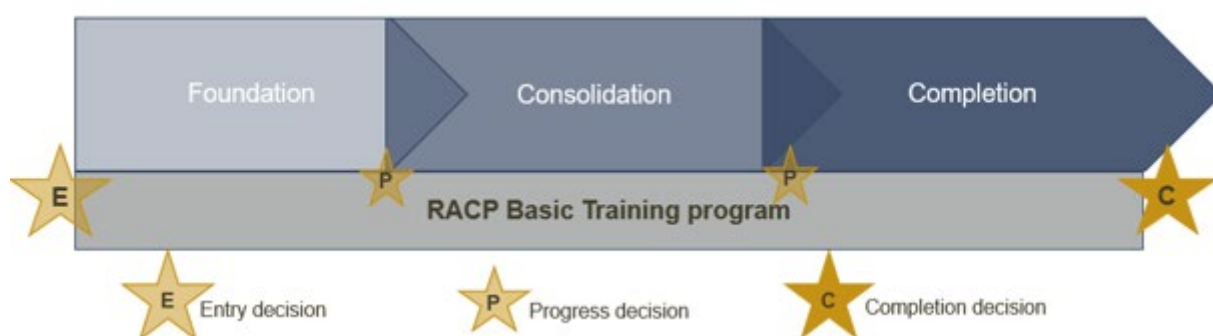 Foundation
Consolidation
Completion
E
P
P
C
RACP Basic Training program
E Entry decision
P Progress decision
C Completion decision